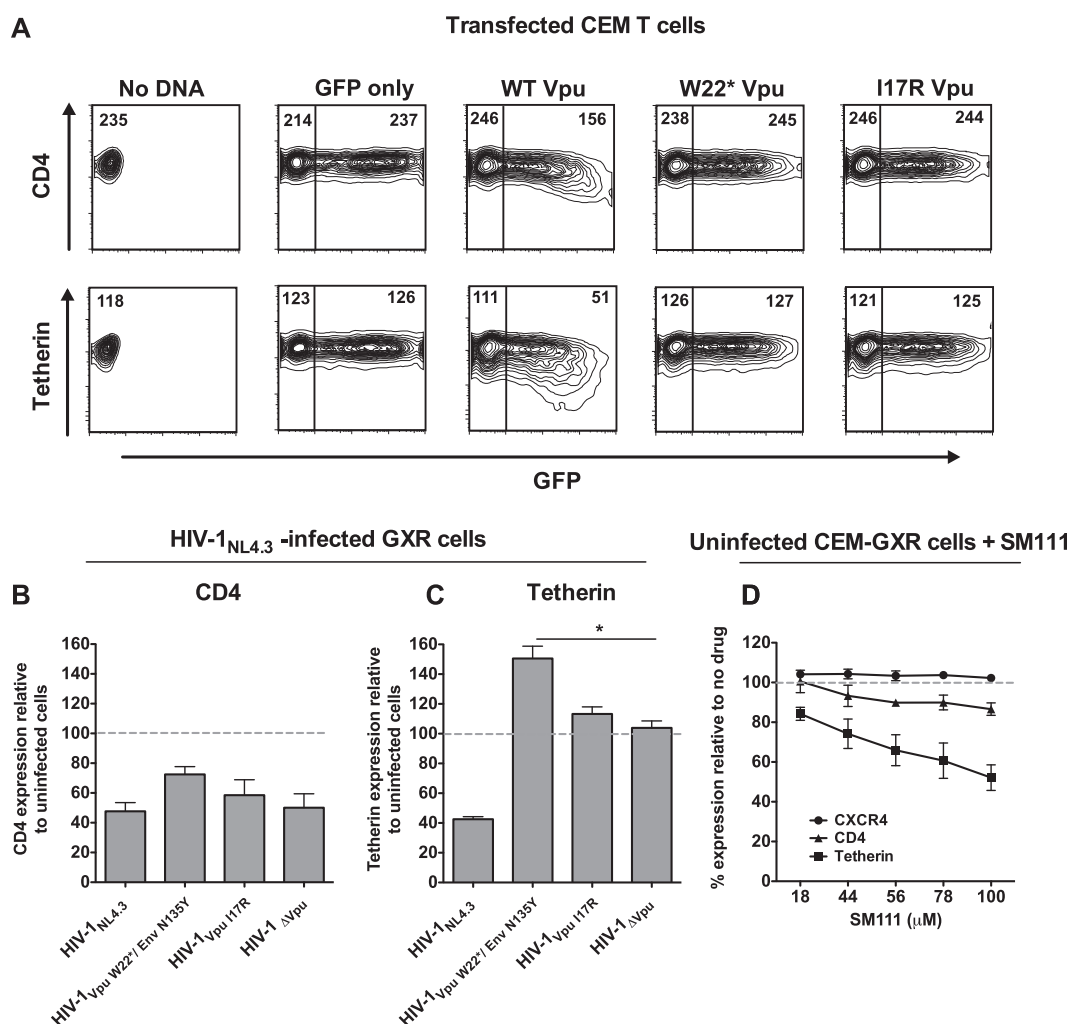 A
Transfected CEM T cells
No DNA
GFP only
WT Vpu
W22* Vpu
I17R Vpu
CD4
235
214 237
246 156
238 245
246 244
Tetherin
118
123 126
111 51
126 127
121 125
GFP
HIV-1NL4.3 -infected GXR cells
Uninfected CEM-GXR cells + SM111
B
CD4
CD4 expression relative
to uninfected cells
160
140
120
100
80
60
40
20
0
HIV-1NL4.3
HIV-1Vpu W22*/ Env N135Y
HIV-1Vpu I17R
HIV-1 ΔVpu
C
Tetherin
Tetherin expression relative
to uninfected cells
160
140
120
100
80
60
40
20
0
*
HIV-1NL4.3
HIV-1Vpu W22*/ Env N135Y
HIV-1Vpu I17R
HIV-1 ΔVpu
D
% expression relative to no drug
120
100
80
60
40
20
0
CXCR4
CD4
Tetherin
18 44 56 78 100
SM111 (μM)